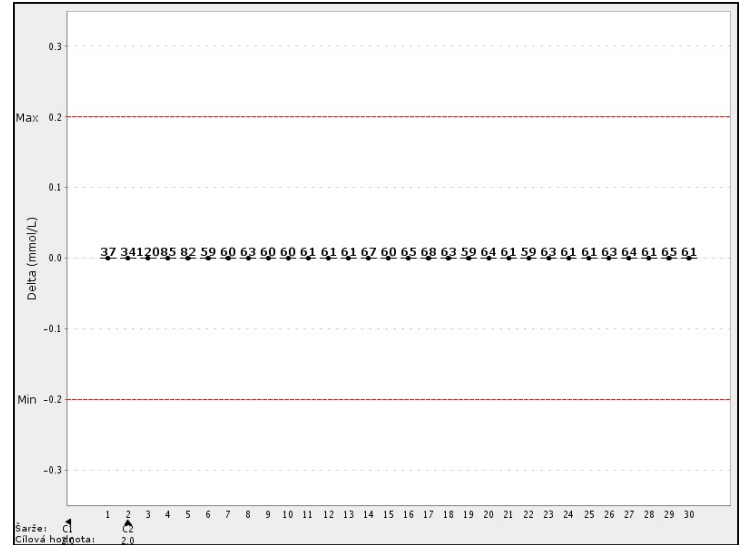 0.3
Max 0.2
0.1
37 34 120 85 82 59 60 63 60 60 61 61 61 67 60 65 68 63 59 64 61 59 63 61 61 63 64 61 65 61
0.0
Delta (mmol/L)
-0.1
Min -0.2
-0.3
1 2 3 4 5 6 7 8 9 10 11 12 13 14 15 16 17 18 19 20 21 22 23 24 25 26 27 28 29 30
Šarže: C1 C2
Cílová hodnota: 2.0 2.0